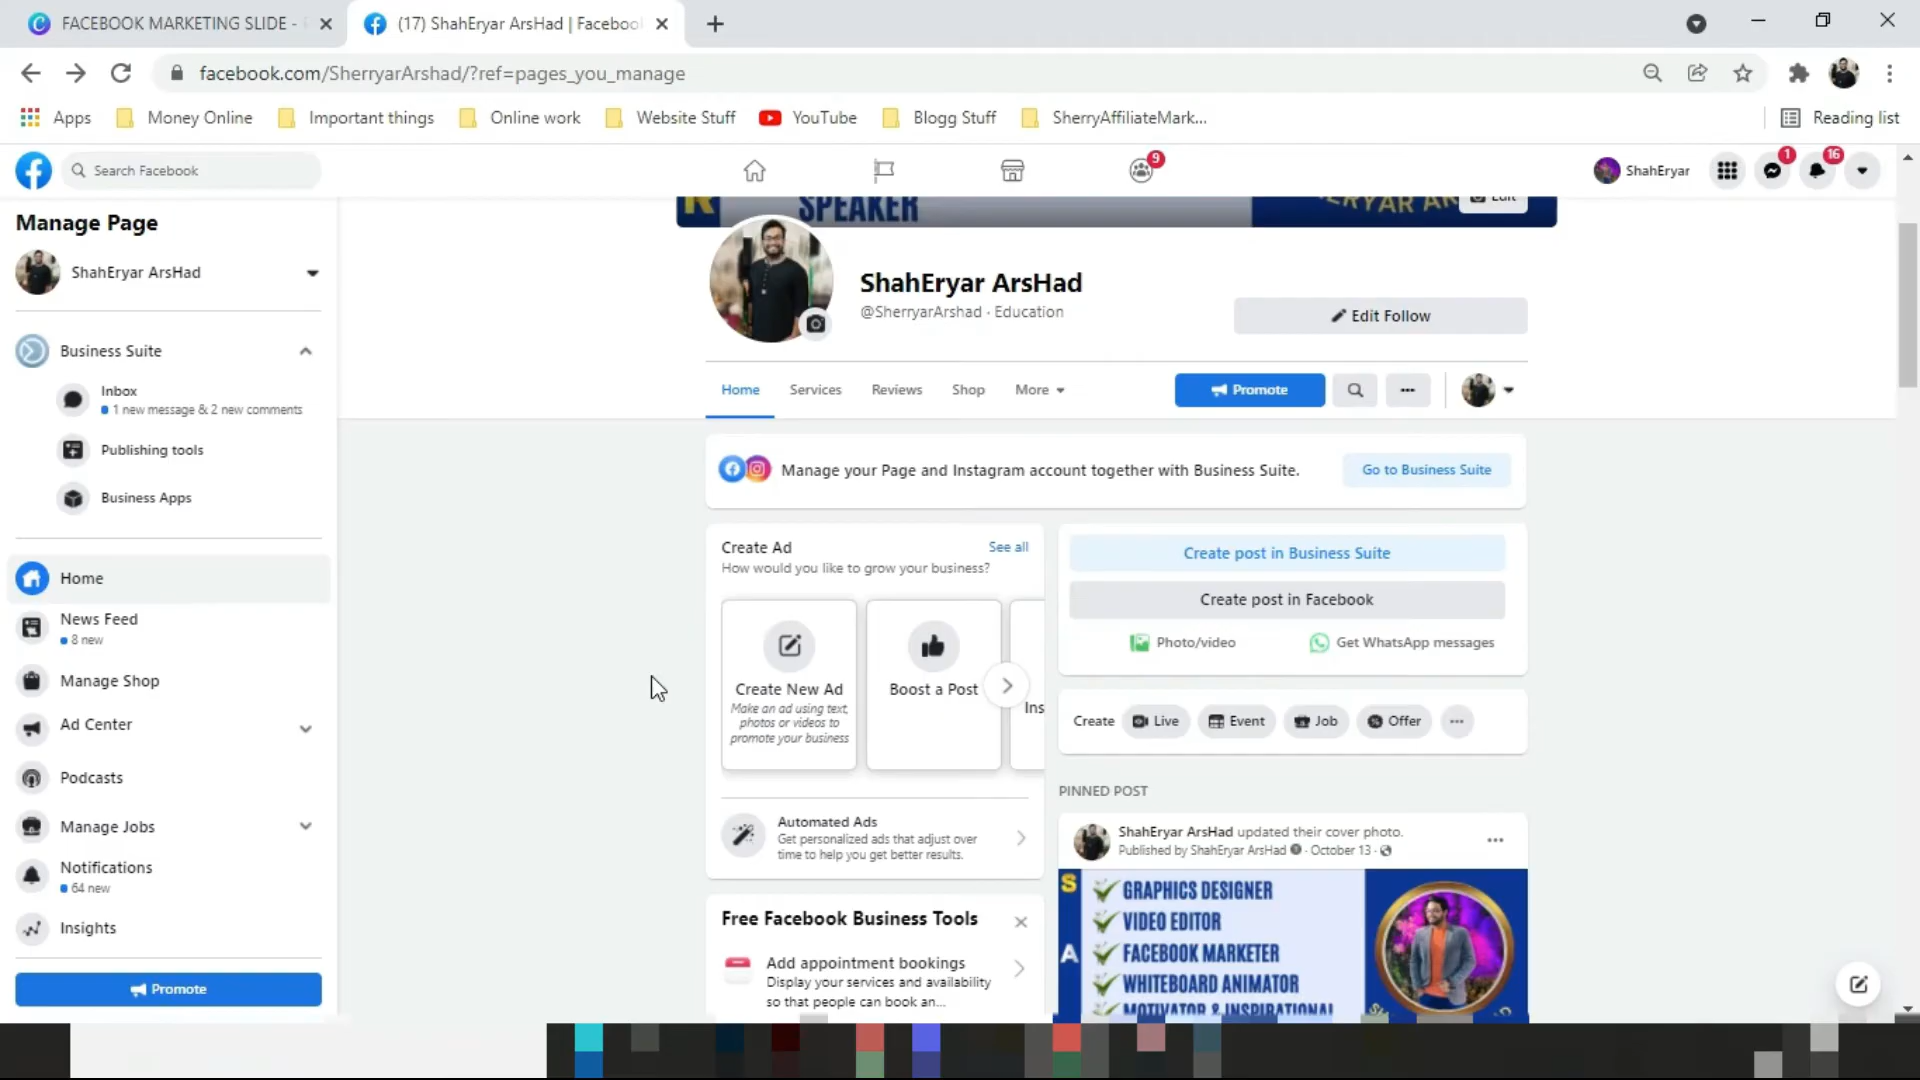 FACEBOOK MARKETING SLIDE -
(17) ShahEryar ArsHad | Faceboo
facebook.com/SherryarArshad/?ref=pages_you_manage
Apps
Money Online
Important things
Online work
Website Stuff
YouTube
Blogg Stuff
SherryAffiliateMark...
Reading list
Search Facebook
9
ShahEryar
1
16
Manage Page
ShahEryar ArsHad
Business Suite
Inbox
1 new message & 2 new comments
Publishing tools
Business Apps
Home
News Feed
8 new
Manage Shop
Ad Center
Podcasts
Manage Jobs
Notifications
64 new
Insights
Promote
SPEAKER
Edit
ShahEryar ArsHad
@SherryarArshad · Education
Edit Follow
Home
Services
Reviews
Shop
More
Promote
Manage your Page and Instagram account together with Business Suite.
Go to Business Suite
Create Ad
See all
How would you like to grow your business?
Create New Ad
Make an ad using text,
photos or videos to
promote your business
Boost a Post
Ins
Automated Ads
Get personalized ads that adjust over
time to help you get better results.
Free Facebook Business Tools
Add appointment bookings
Display your services and availability
so that people can book an...
Create post in Business Suite
Create post in Facebook
Photo/video
Get WhatsApp messages
Create
Live
Event
Job
Offer
PINNED POST
ShahEryar ArsHad updated their cover photo.
Published by ShahEryar ArsHad · October 13 ·
S
GRAPHICS DESIGNER
VIDEO EDITOR
A
FACEBOOK MARKETER
WHITEBOARD ANIMATOR
MOTIVATOR & INSPIRATIONAL